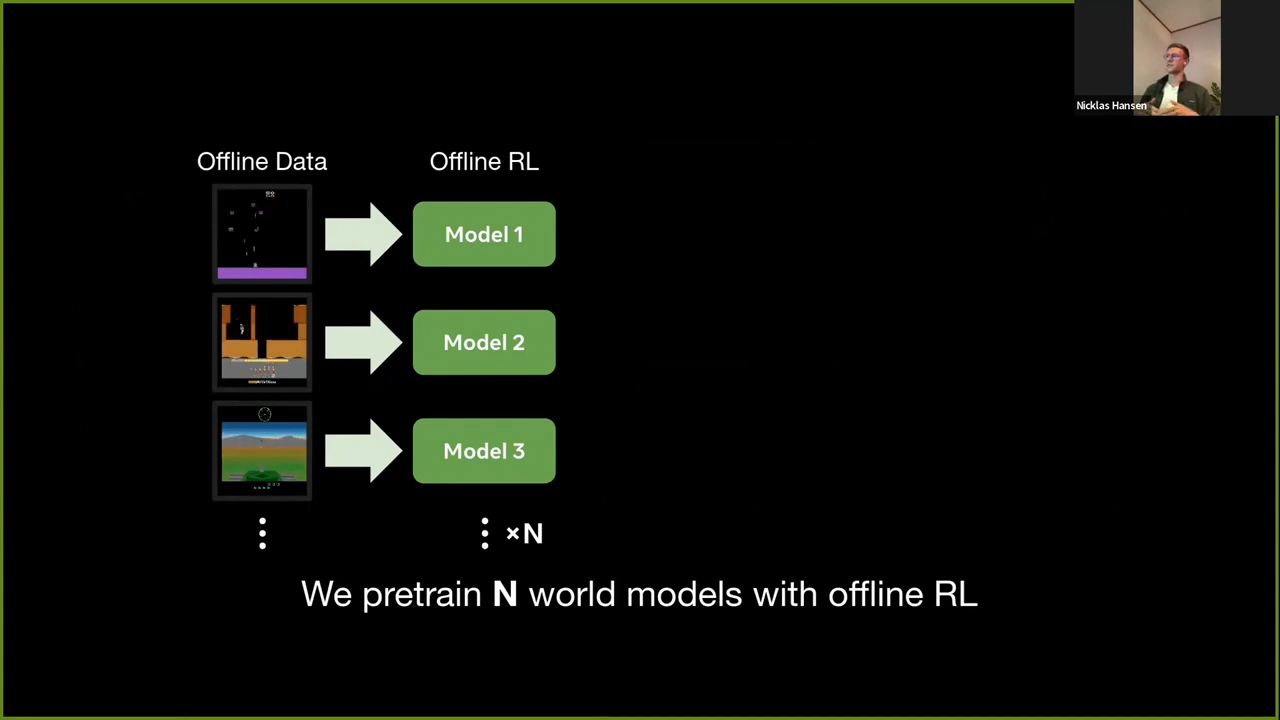 Nicklas Hansen
Offline Data
Offline RL
Model 1
Model 2
Model 3
×N
We pretrain N world models with offline RL